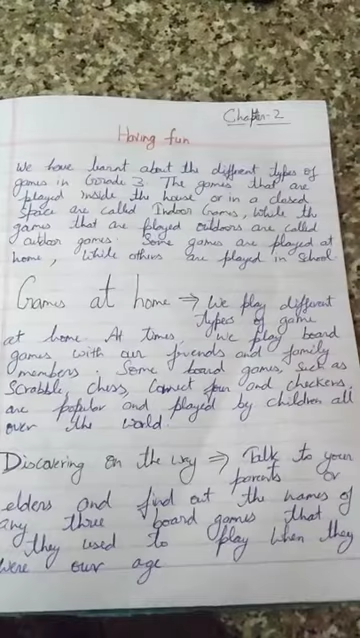 Chapter-2
Having fun
We have learnt about the different types of
games in Grade 3. The games that are
played inside the house or in a closed
space are called Indoor Games, while the
games that are played outdoors are called
outdoor games. Some games are played at
home, while others are played in school.
Games at home ⇒ We play different
types of game
at home. At times, we play board
games with our friends and family
members. Some board games, such as
Scrabble, chess, Connect four and checkers,
are popular and played by children all
over the world.
Discovering on the way ⇒ Talk to your
parents or
elders and find out the names of
any three board games that
they used to play when they
were our age